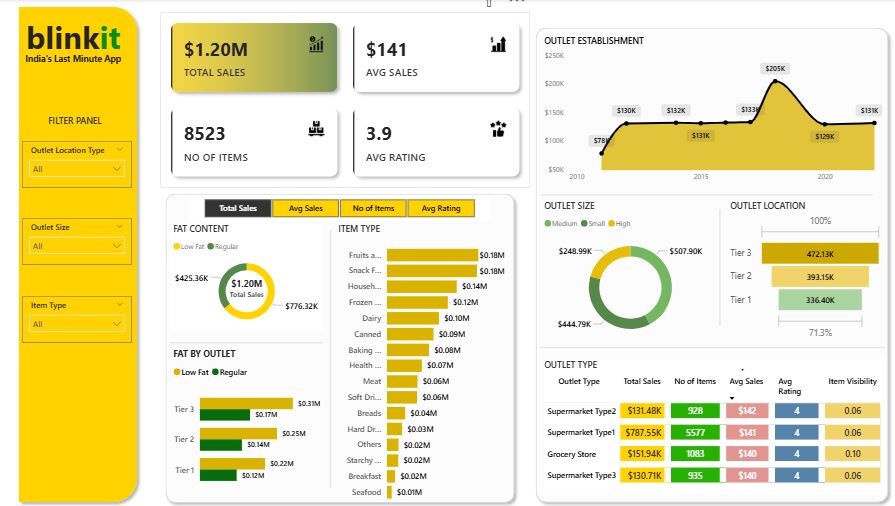 blinkit
India's Last Minute App
FILTER PANEL
Outlet Location Type
All
Outlet Size
All
Item Type
All
$1.20M
TOTAL SALES
$141
AVG SALES
8523
NO OF ITEMS
3.9
AVG RATING
Total Sales
Avg Sales
No of Items
Avg Rating
FAT CONTENT
Low Fat
Regular
$425.36K
$1.20M
Total Sales
$776.32K
FAT BY OUTLET
Low Fat
Regular
Tier 3
$0.31M
$0.17M
Tier 2
$0.25M
$0.14M
Tier 1
$0.22M
$0.12M
ITEM TYPE
Fruits a... $0.18M
Snack F... $0.18M
Househ... $0.14M
Frozen ... $0.12M
Dairy $0.10M
Canned $0.09M
Baking ... $0.08M
Health ... $0.07M
Meat $0.06M
Soft Dri... $0.06M
Breads $0.04M
Hard Dr... $0.03M
Others $0.02M
Starchy ... $0.02M
Breakfast $0.02M
Seafood $0.01M
OUTLET ESTABLISHMENT
$250K
$200K
$150K
$100K
$50K
$78K
$130K
$132K
$131K
$133K
$205K
$129K
$131K
2010
2015
2020
OUTLET SIZE
Medium
Small
High
$248.99K
$507.90K
$444.79K
OUTLET LOCATION
100%
Tier 3 472.13K
Tier 2 393.15K
Tier 1 336.40K
71.3%
OUTLET TYPE
Outlet Type Total Sales No of Items Avg Sales Avg Rating Item Visibility
Supermarket Type2 $131.48K 928 $142 4 0.06
Supermarket Type1 $787.55K 5577 $141 4 0.06
Grocery Store $151.94K 1083 $140 4 0.10
Supermarket Type3 $130.71K 935 $140 4 0.06